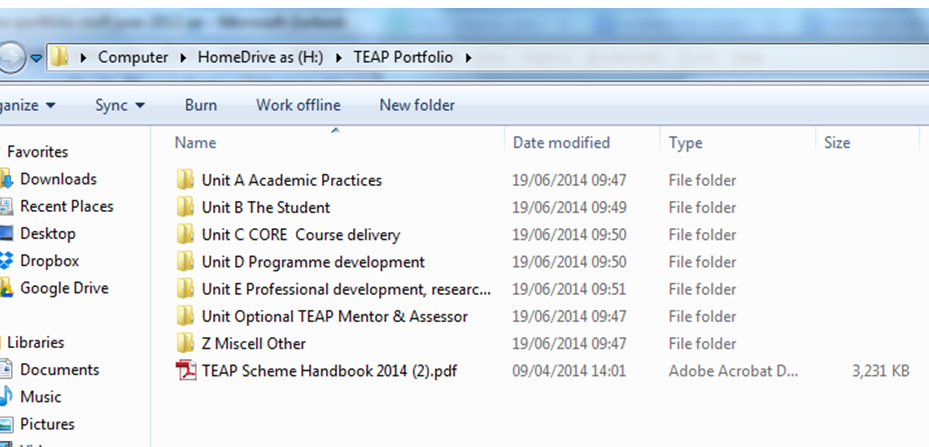 Computer HomeDrive as (H:) TEAP Portfolio
Sync Burn Work offline New folder
Name Date modified Type Size
Favorites
Downloads
Recent Places
Desktop
Dropbox
Google Drive
Libraries
Documents
Music
Pictures
Unit A Academic Practices 19/06/2014 09:47 File folder
Unit B The Student 19/06/2014 09:49 File folder
Unit C CORE  Course delivery 19/06/2014 09:50 File folder
Unit D Programme development 19/06/2014 09:50 File folder
Unit E Professional development, researc... 19/06/2014 09:51 File folder
Unit Optional TEAP Mentor & Assessor 19/06/2014 09:47 File folder
Z Miscell Other 19/06/2014 09:47 File folder
TEAP Scheme Handbook 2014 (2).pdf 09/04/2014 14:01 Adobe Acrobat D... 3,231 KB